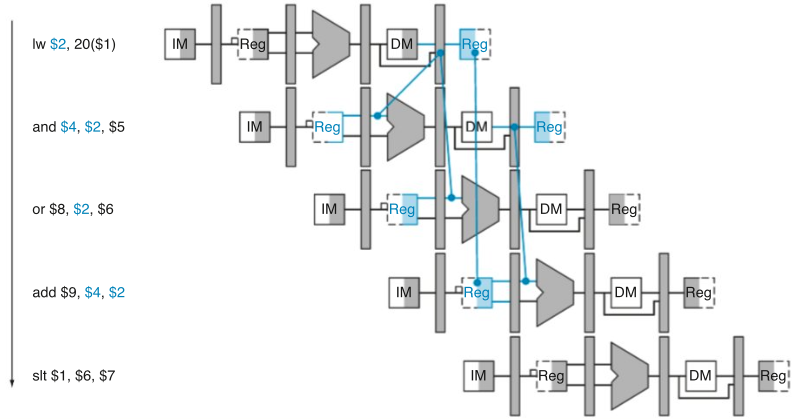 lw $2, 20($1) IM Reg DM Reg
and $4, $2, $5 IM Reg DM Reg
or $8, $2, $6 IM Reg DM Reg
add $9, $4, $2 IM Reg DM Reg
slt $1, $6, $7 IM Reg DM Reg